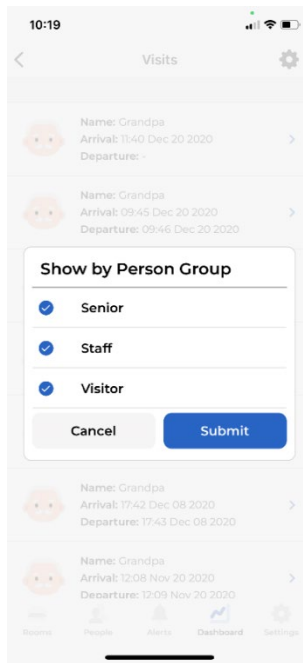 10:19
Visits
Name: Grandpa
Arrival: 11:40 Dec 20 2020
Departure: -
Name: Grandpa
Arrival: 09:45 Dec 20 2020
Departure: 09:46 Dec 20 2020
Show by Person Group
Senior
Staff
Visitor
Cancel
Submit
Name: Grandpa
Arrival: 17:42 Dec 08 2020
Departure: 17:43 Dec 08 2020
Name: Grandpa
Arrival: 12:08 Nov 20 2020
Departure: 12:09 Nov 20 2020
Rooms People Alerts Dashboard Settings